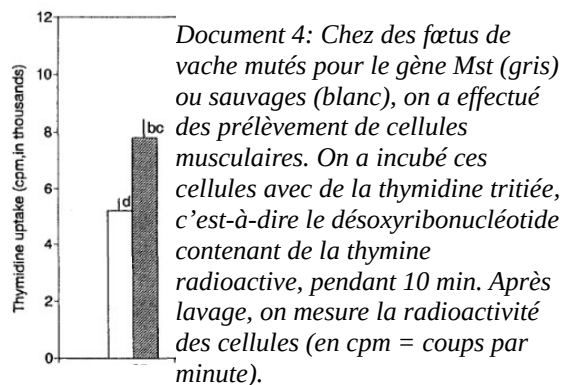 12
10
8
6
4
2
0
Thymidine uptake (cpm,in thousands)
d
bc
Document 4: Chez des fœtus de
vache mutés pour le gène Mst (gris)
ou sauvages (blanc), on a effectué
des prélèvement de cellules
musculaires. On a incubé ces
cellules avec de la thymidine tritiée,
c’est-à-dire le désoxyribonucléotide
contenant de la thymine
radioactive, pendant 10 min. Après
lavage, on mesure la radioactivité
des cellules (en cpm = coups par
minute).